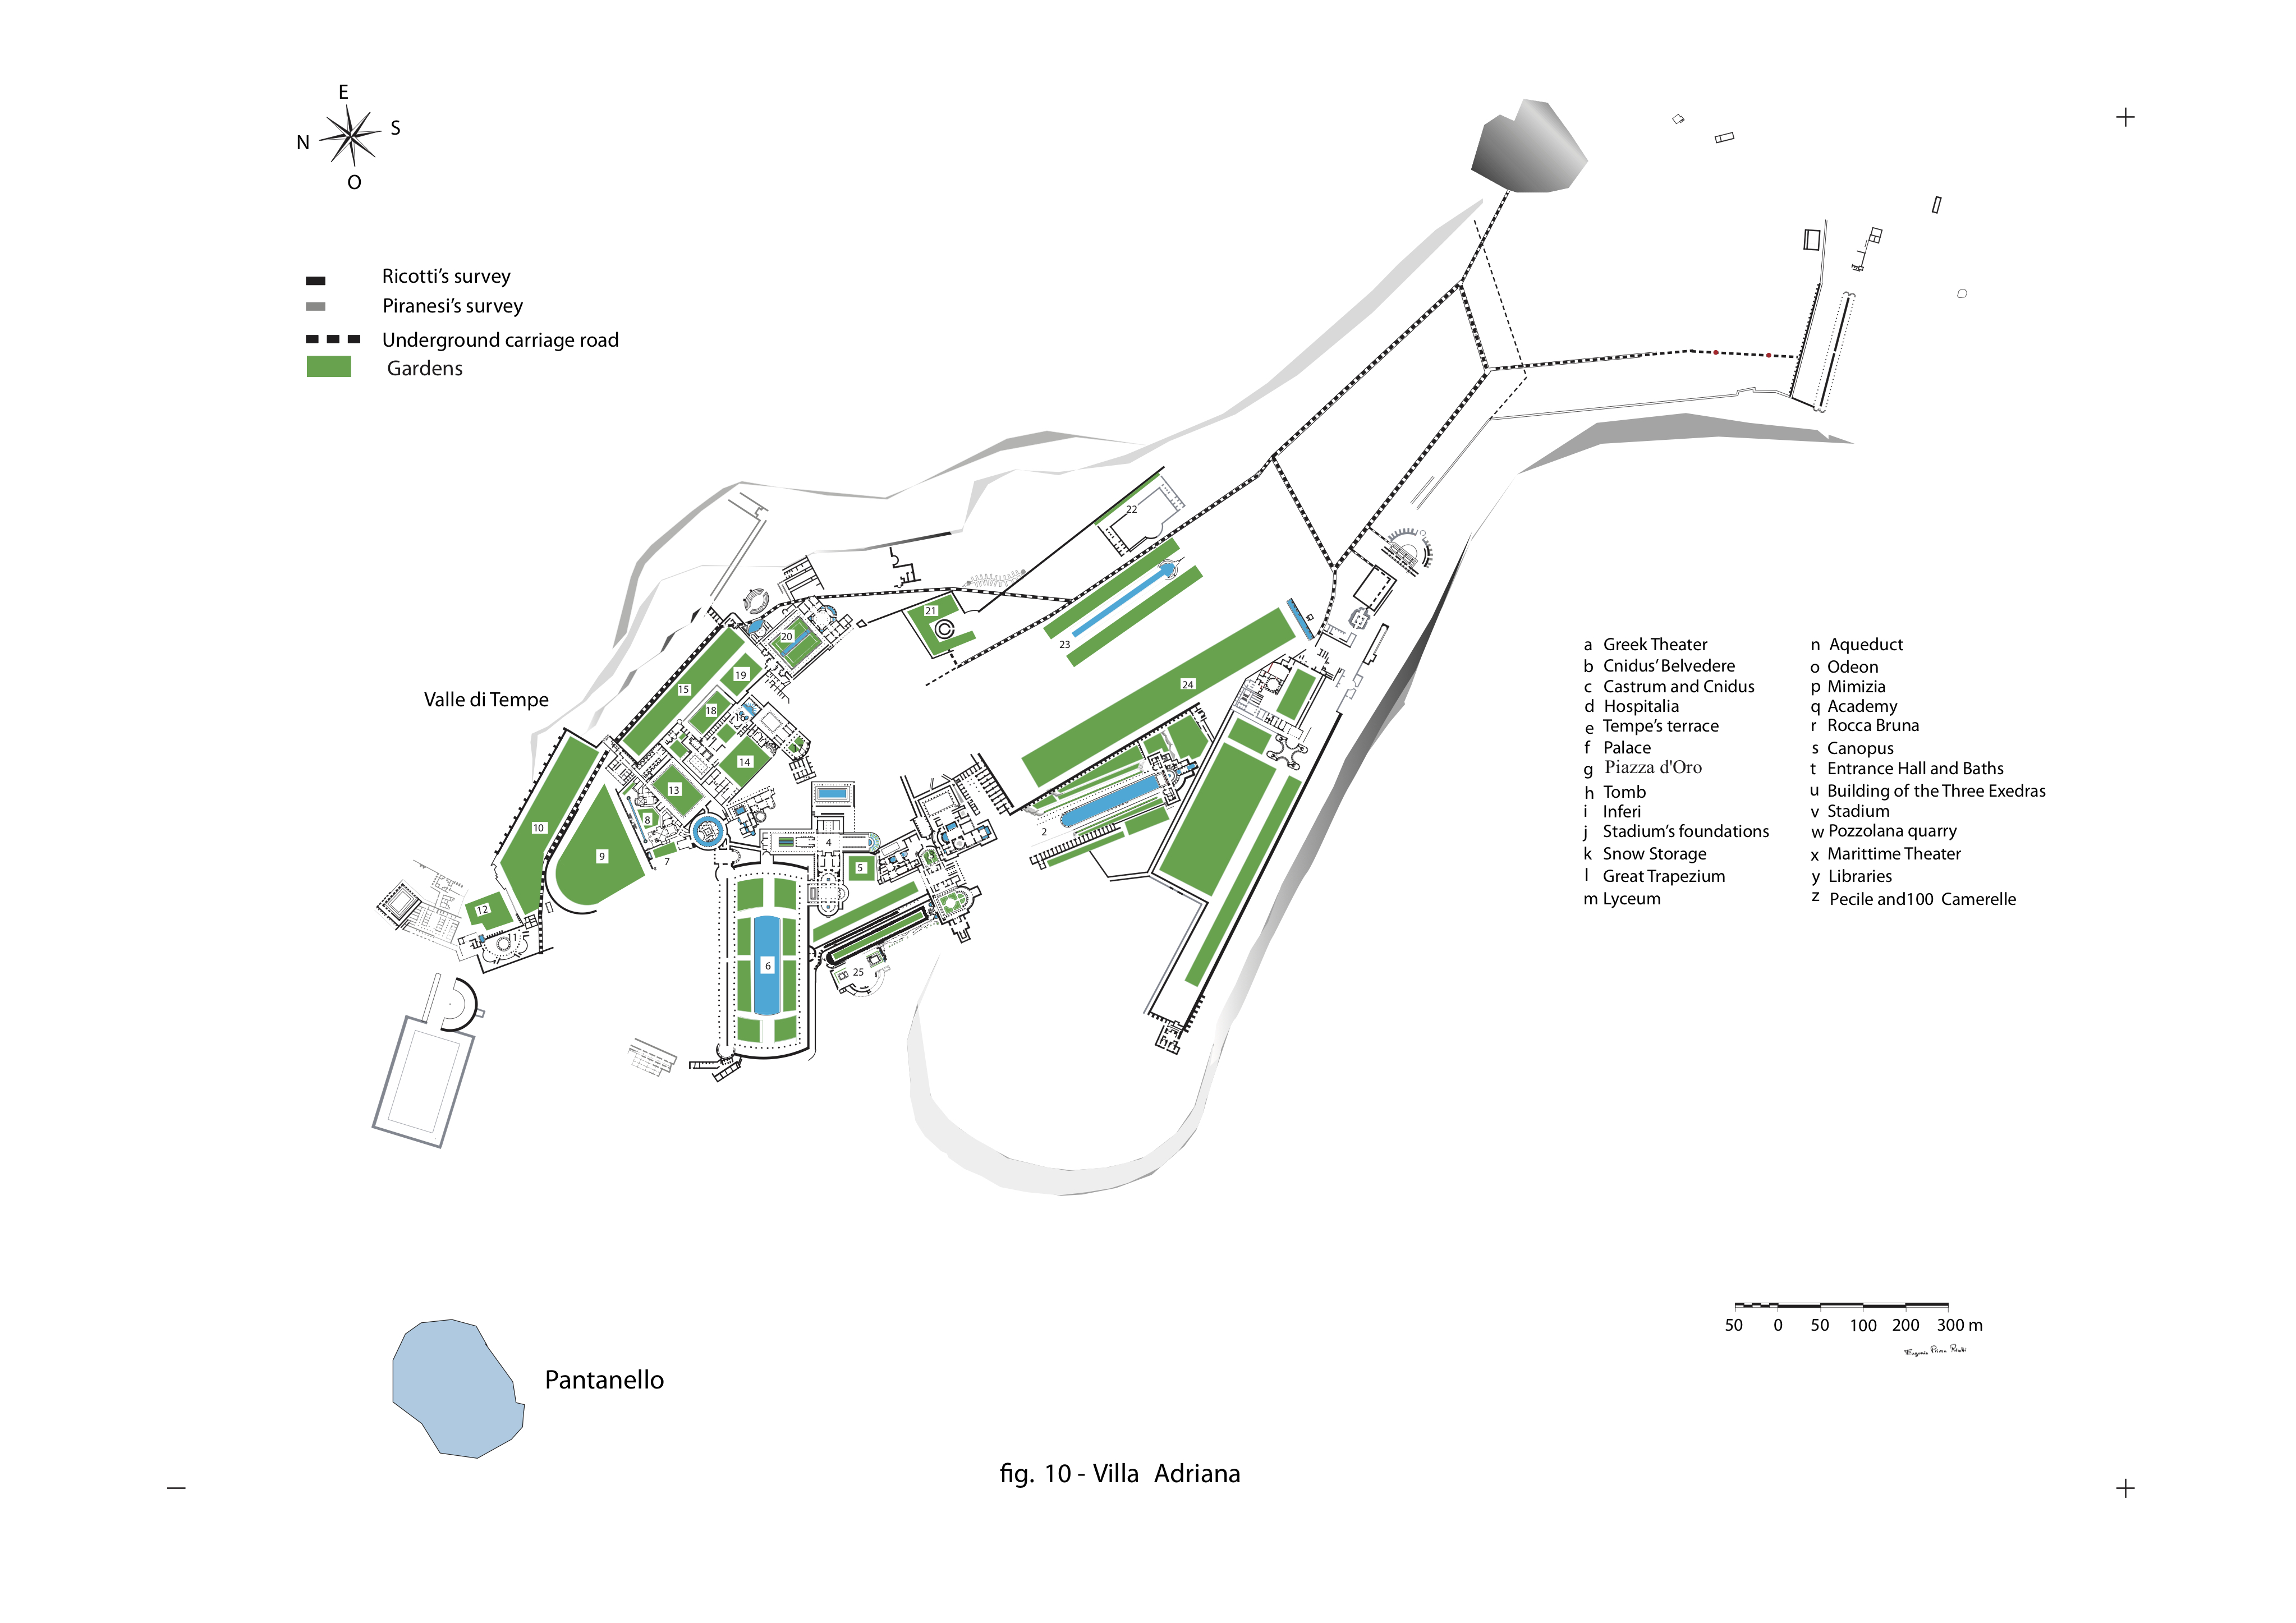 E
N
S
O
Ricotti’s survey
Piranesi’s survey
Underground carriage road
Gardens
Valle di Tempe
22
21
23
20
19
15
18
24
14
13
10
8
9
7
4
2
5
12
11
6
25
a Greek Theater
b Cnidus’ Belvedere
c Castrum and Cnidus
d Hospitalia
e Tempe’s terrace
f Palace
g Piazza d'Oro
h Tomb
i Inferi
j Stadium’s foundations
k Snow Storage
l Great Trapezium
m Lyceum
n Aqueduct
o Odeon
p Mimizia
q Academy
r Rocca Bruna
s Canopus
t Entrance Hall and Baths
u Building of the Three Exedras
v Stadium
w Pozzolana quarry
x Marittime Theater
y Libraries
z Pecile and100 Camerelle
50 0 50 100 200 300 m
Pantanello
fig. 10 - Villa Adriana